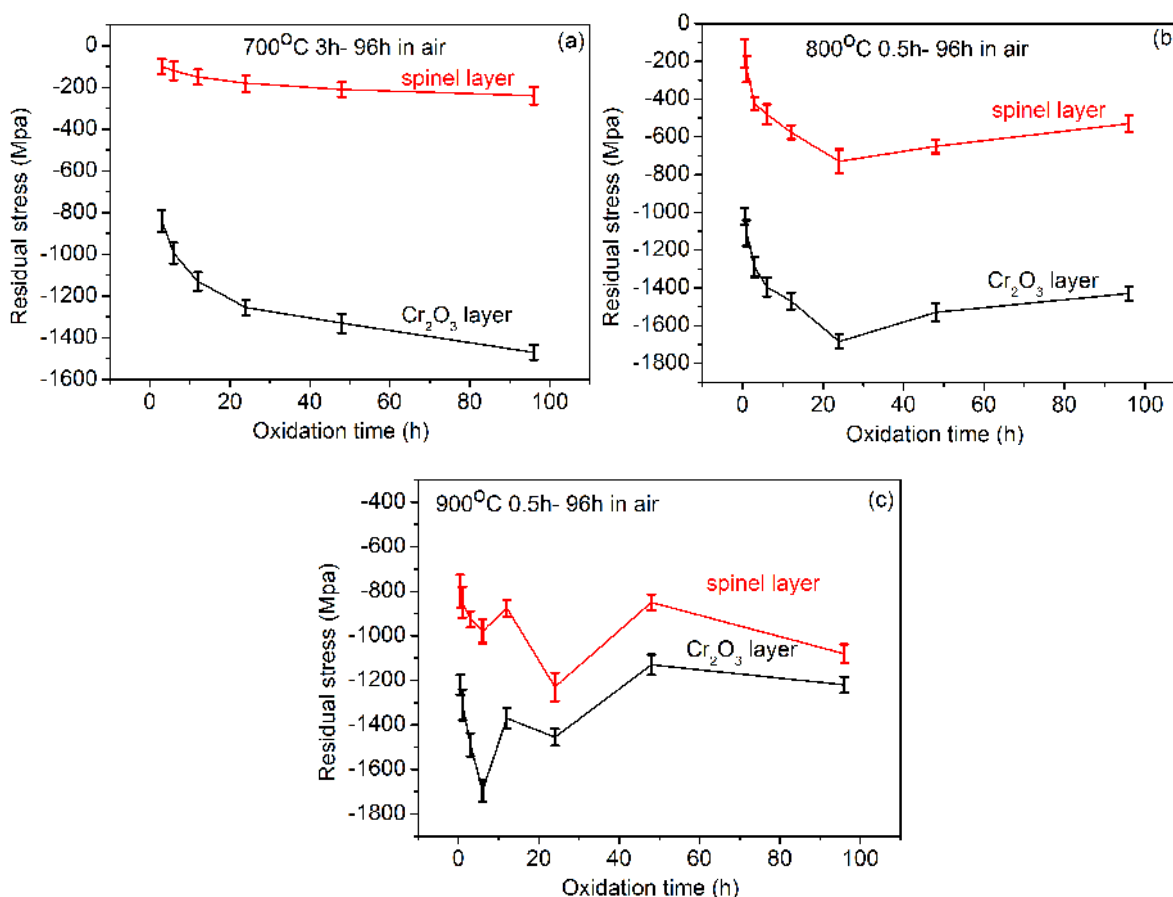 700°C 3h- 96h in air
(a)
spinel layer
Cr₂O₃ layer
Residual stress (Mpa)
0
-200
-400
-600
-800
-1000
-1200
-1400
-1600
0 20 40 60 80 100
Oxidation time (h)
800°C 0.5h- 96h in air
(b)
spinel layer
Cr₂O₃ layer
Residual stress (Mpa)
0
-200
-400
-600
-800
-1000
-1200
-1400
-1600
-1800
0 20 40 60 80 100
Oxidation time (h)
900°C 0.5h- 96h in air
(c)
spinel layer
Cr₂O₃ layer
Residual stress (Mpa)
-400
-600
-800
-1000
-1200
-1400
-1600
-1800
0 20 40 60 80 100
Oxidation time (h)